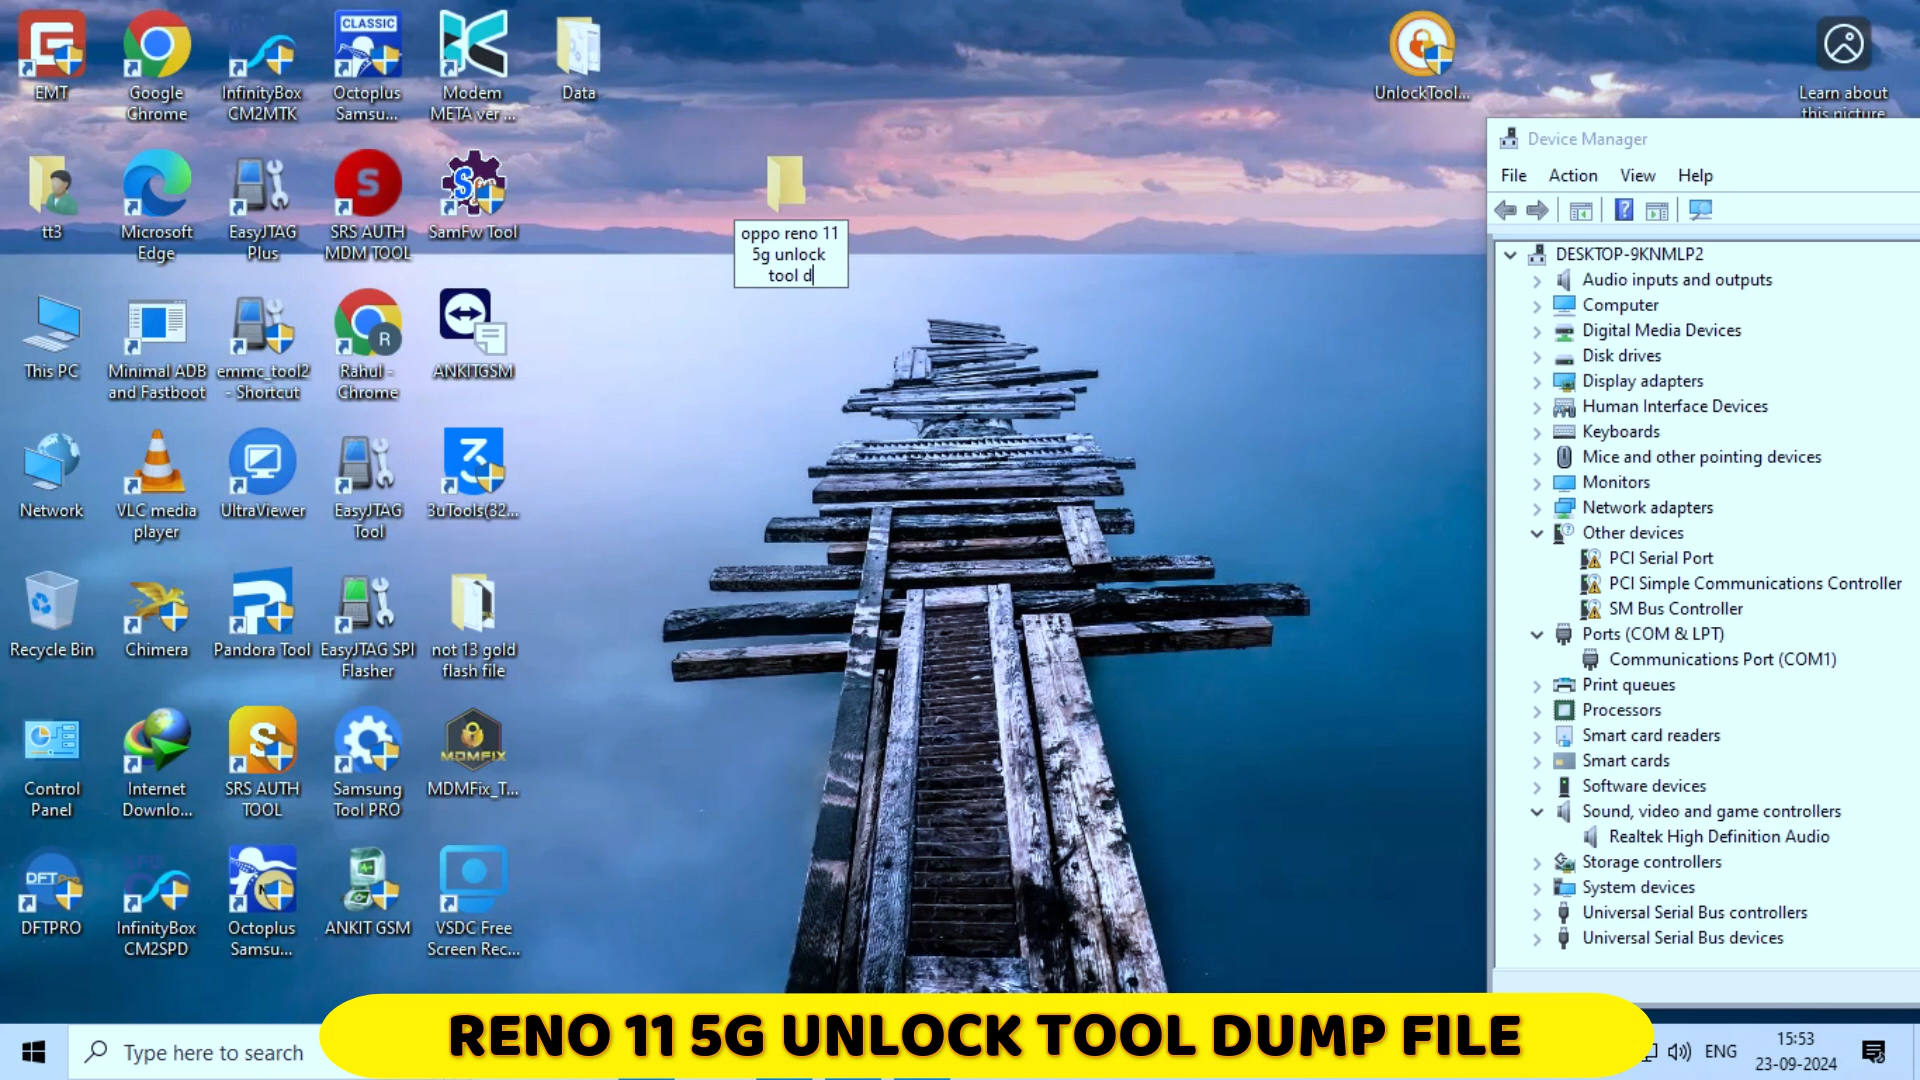 EMT
Google
Chrome
InfinityBox
CM2MTK
CLASSIC
Octoplus
Samsu...
Modem
META ver ...
Data
UnlockTool...
Learn about
this picture
tt3
Microsoft
Edge
EasyJTAG
Plus
S
SRS AUTH
MDM TOOL
SamFw Tool
oppo reno 11
5g unlock
tool d
This PC
Minimal ADB
and Fastboot
emmc_tool2
- Shortcut
R
Rahul -
Chrome
ANKITGSM
Network
VLC media
player
UltraViewer
EasyJTAG
Tool
3uTools(32...
Recycle Bin
Chimera
Pandora Tool
EasyJTAG SPI
Flasher
not 13 gold
flash file
Control
Panel
Internet
Downlo...
SRS AUTH
TOOL
Samsung
Tool PRO
MDMFIX
MDMFix_T...
DFTPro
DFTPRO
InfinityBox
CM2SPD
Octoplus
Samsu...
ANKIT GSM
VSDC Free
Screen Rec...
Device Manager
File Action View Help
DESKTOP-9KNMLP2
Audio inputs and outputs
Computer
Digital Media Devices
Disk drives
Display adapters
Human Interface Devices
Keyboards
Mice and other pointing devices
Monitors
Network adapters
Other devices
PCI Serial Port
PCI Simple Communications Controller
SM Bus Controller
Ports (COM & LPT)
Communications Port (COM1)
Print queues
Processors
Smart card readers
Smart cards
Software devices
Sound, video and game controllers
Realtek High Definition Audio
Storage controllers
System devices
Universal Serial Bus controllers
Universal Serial Bus devices
RENO 11 5G UNLOCK TOOL DUMP FILE
Type here to search
ENG
15:53
23-09-2024